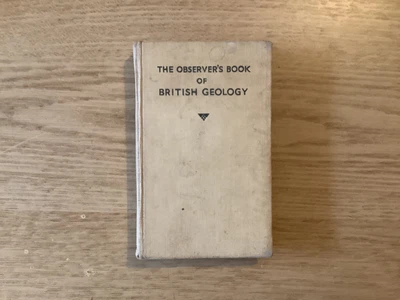 THE OBSERVER'S BOOK
OF
BRITISH GEOLOGY